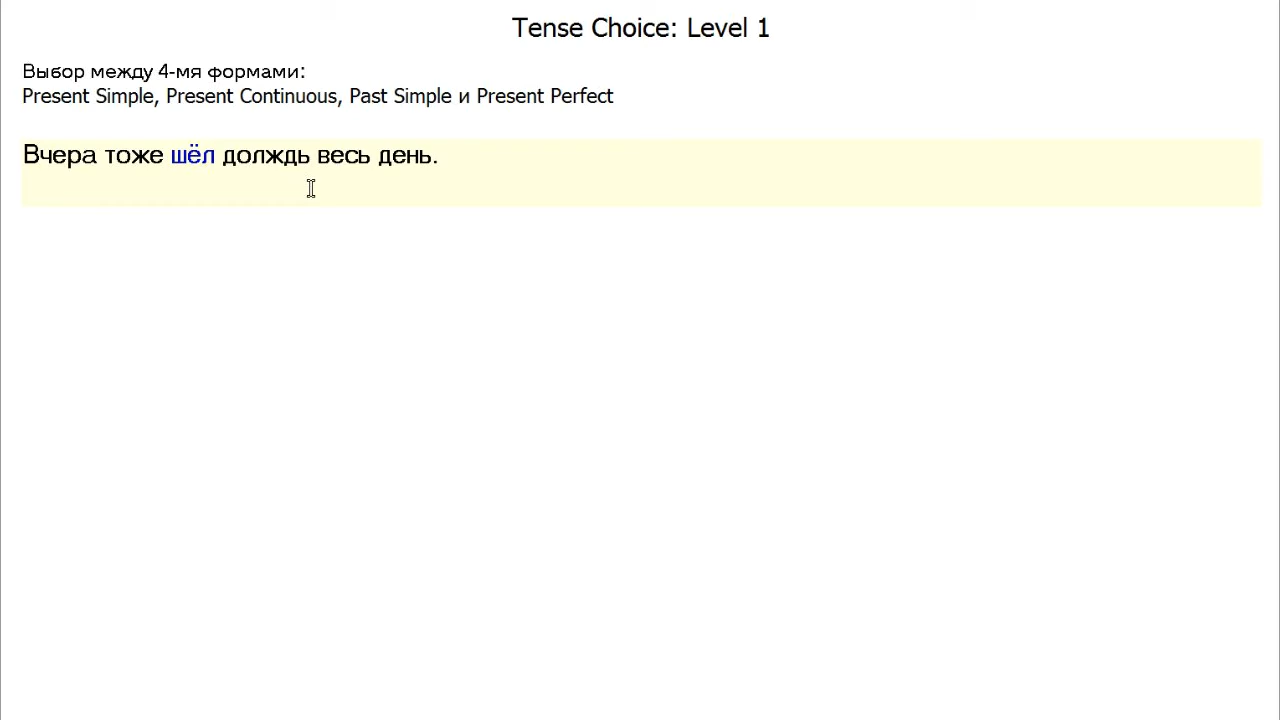 Tense Choice: Level 1
Выбор между 4-мя формами:
Present Simple, Present Continuous, Past Simple и Present Perfect
Вчера тоже шёл долждь весь день.